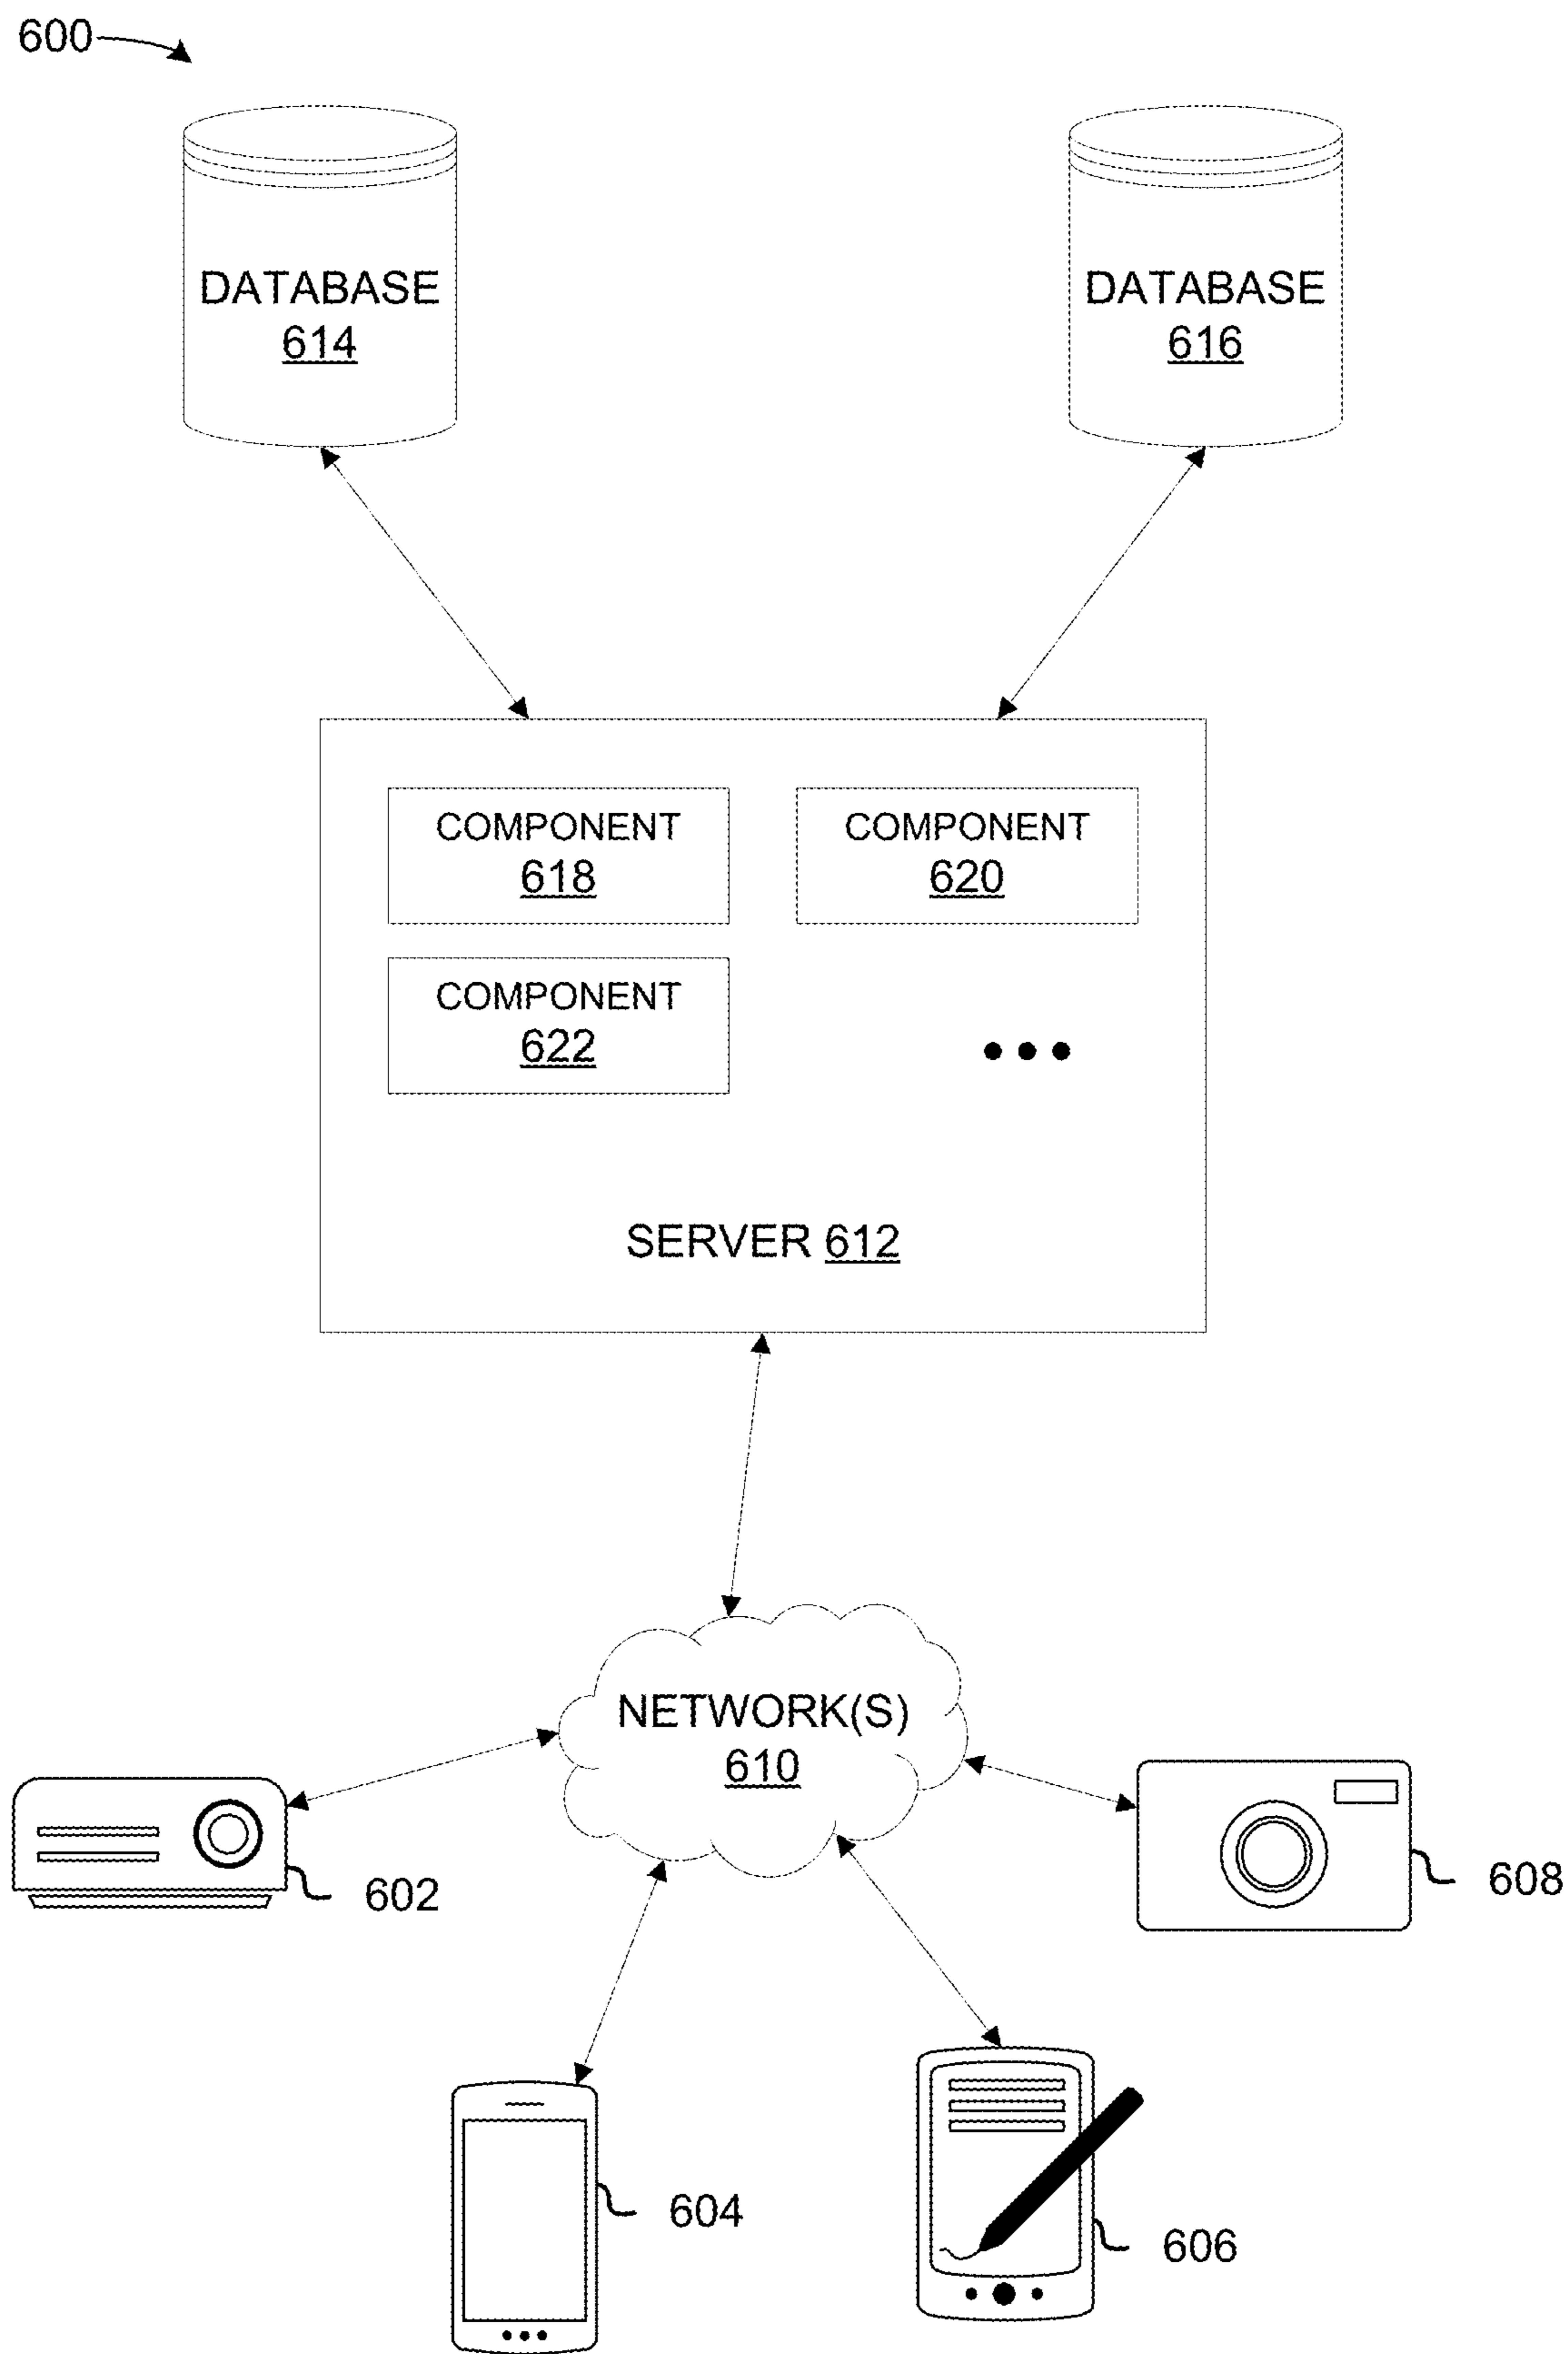 600
DATABASE
614
DATABASE
616
COMPONENT
618
COMPONENT
620
COMPONENT
622
SERVER 612
NETWORK(S)
610
602
608
604
606